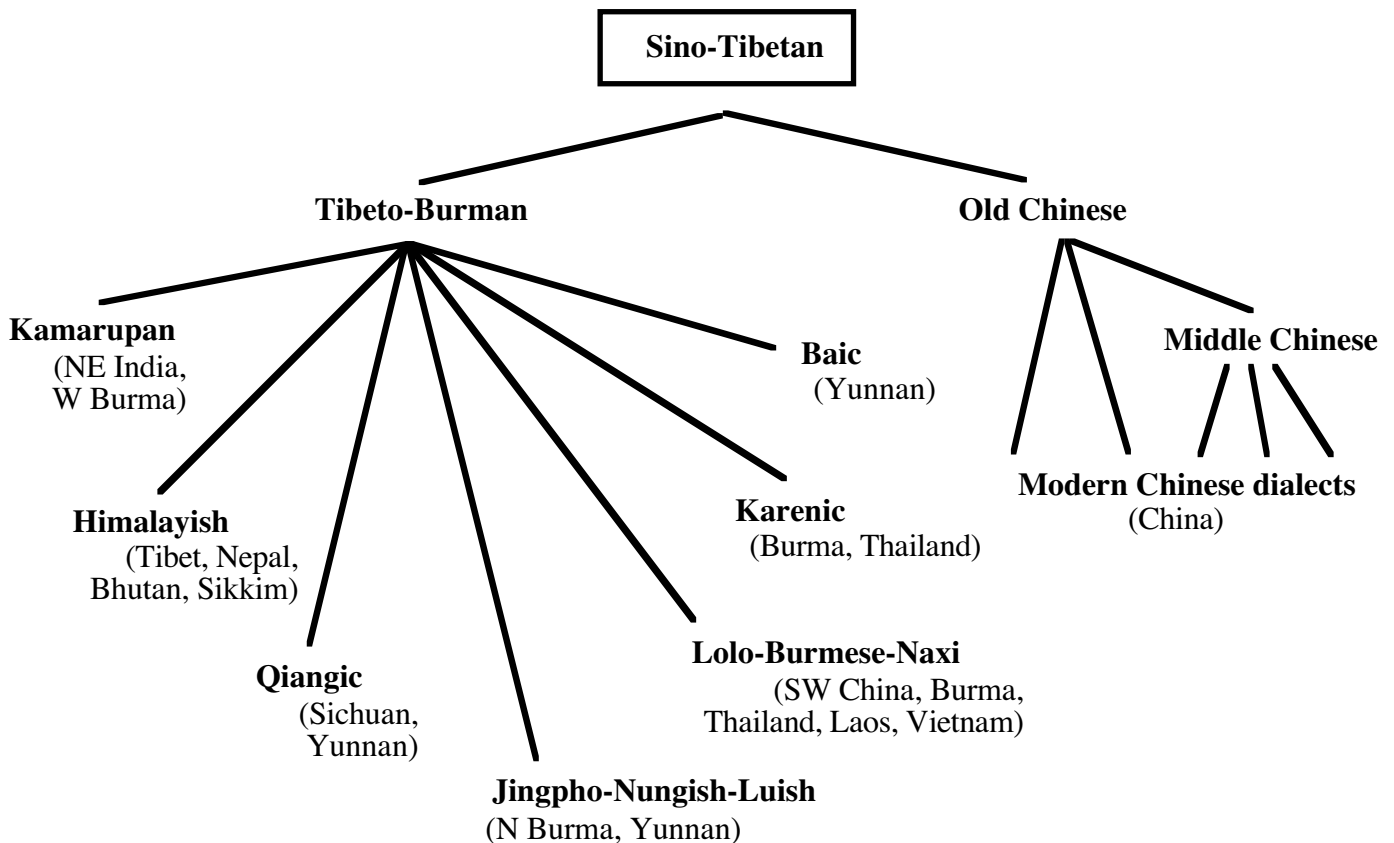 Sino-Tibetan
Tibeto-Burman
Old Chinese
Kamarupan
(NE India,
W Burma)
Baic
(Yunnan)
Middle Chinese
Himalayish
(Tibet, Nepal,
Bhutan, Sikkim)
Karenic
(Burma, Thailand)
Modern Chinese dialects
(China)
Qiangic
(Sichuan,
Yunnan)
Lolo-Burmese-Naxi
(SW China, Burma,
Thailand, Laos, Vietnam)
Jingpho-Nungish-Luish
(N Burma, Yunnan)